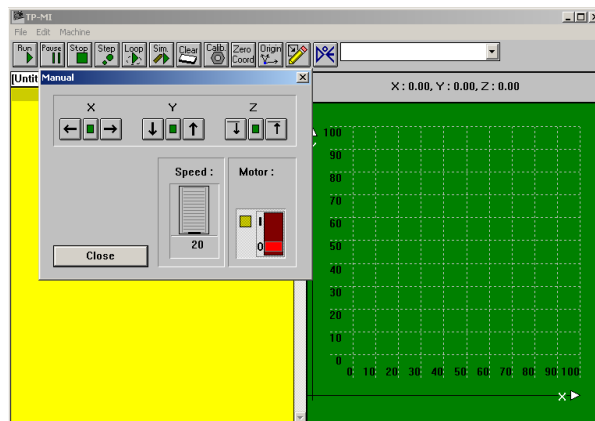 TP-MI
File Edit Machine
Run Pause Stop Step Loop Sim. Clear Calib. Zero Coord Origin
[Untit
Manual
X : 0.00, Y : 0.00, Z : 0.00
X Y Z
Speed : Motor :
20
I
0
Close
100
90
80
70
60
50
40
30
20
10
0
0 10 20 30 40 50 60 70 80 90 100
X